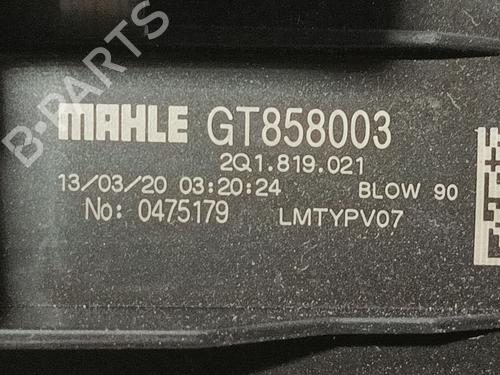 B-PARTS
MAHLE GT858003
2Q1.819.021
13/03/20 03:20:24 BLOW 90
No: 0475179 LMTYPV07